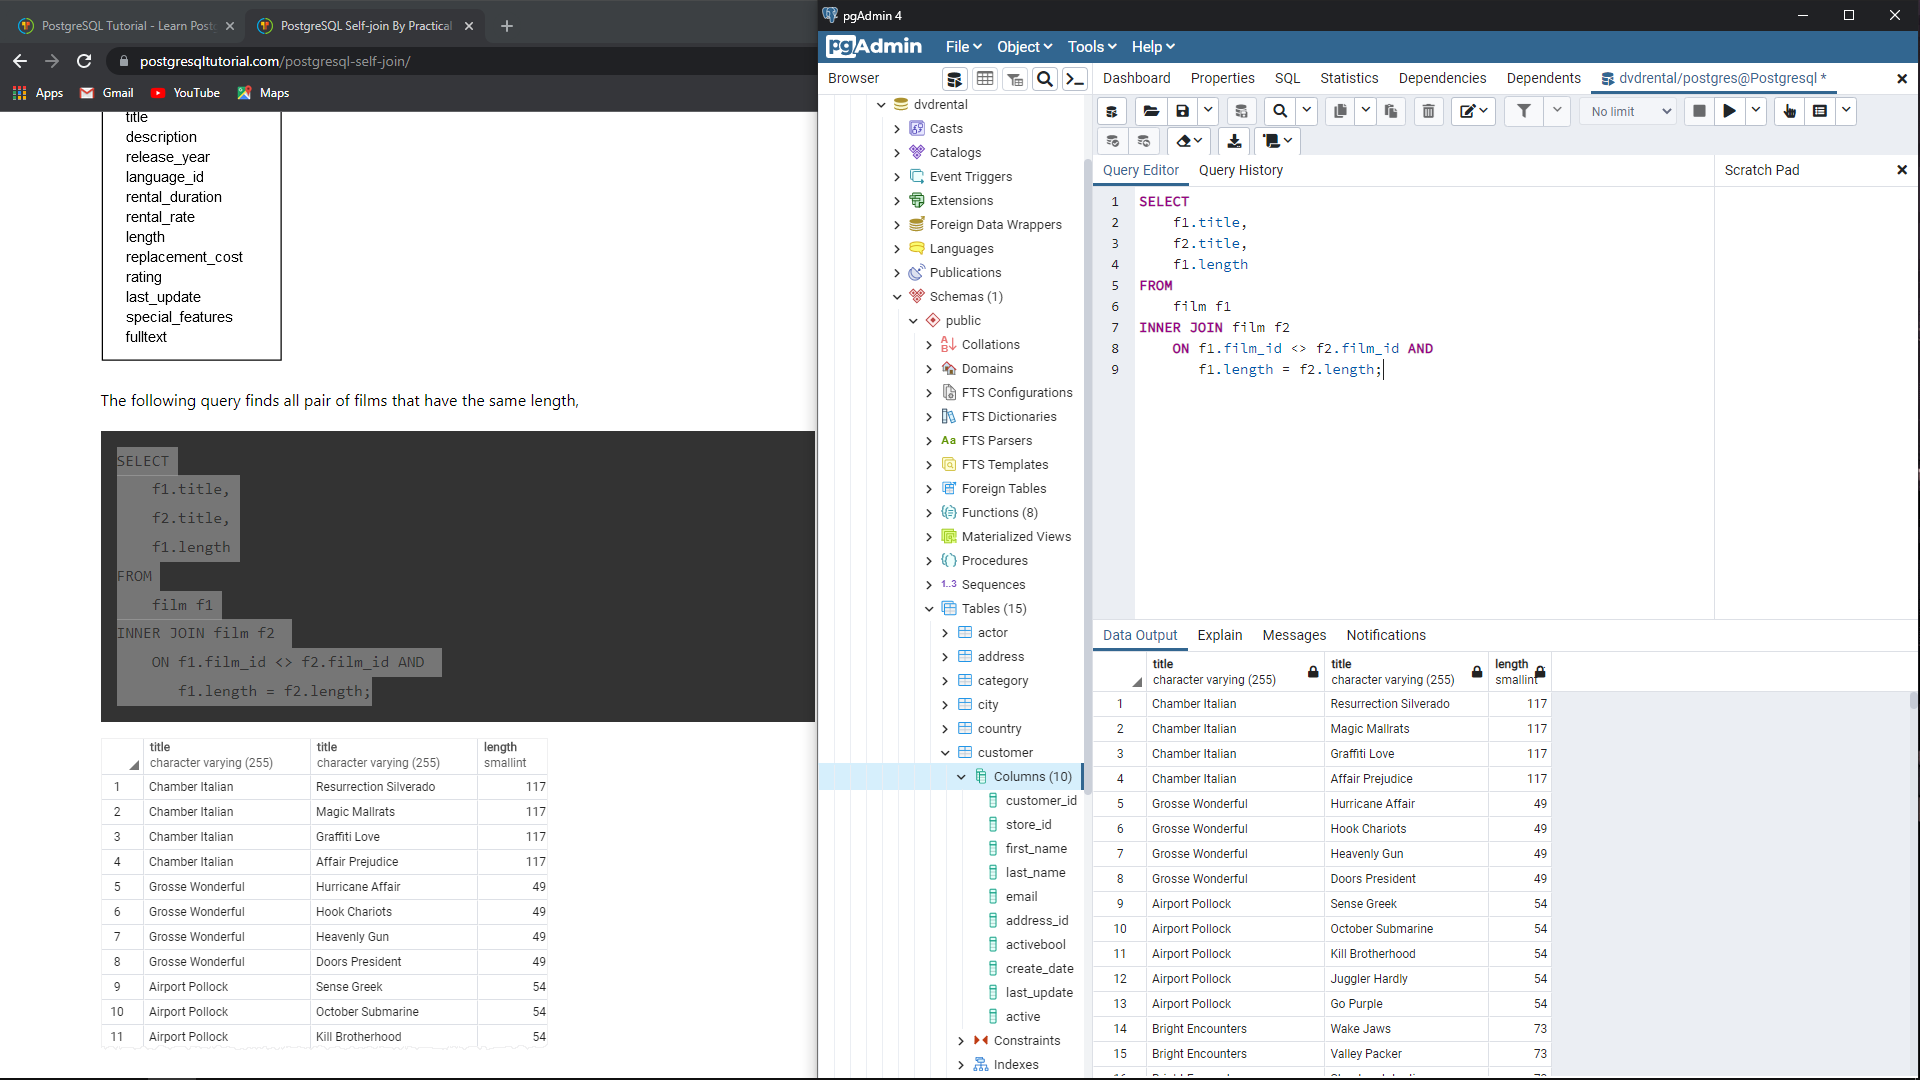 PostgreSQL Tutorial - Learn Post
PostgreSQL Self-join By Practical
postgresqltutorial.com/postgresql-self-join/
Apps
Gmail
YouTube
Maps
title
description
release_year
language_id
rental_duration
rental_rate
length
replacement_cost
rating
last_update
special_features
fulltext
The following query finds all pair of films that have the same length,
SELECT
f1.title,
f2.title,
f1.length
FROM
film f1
INNER JOIN film f2
ON f1.film_id <> f2.film_id AND
f1.length = f2.length;
title title length
character varying (255) character varying (255) smallint
1 Chamber Italian Resurrection Silverado 117
2 Chamber Italian Magic Mallrats 117
3 Chamber Italian Graffiti Love 117
4 Chamber Italian Affair Prejudice 117
5 Grosse Wonderful Hurricane Affair 49
6 Grosse Wonderful Hook Chariots 49
7 Grosse Wonderful Heavenly Gun 49
8 Grosse Wonderful Doors President 49
9 Airport Pollock Sense Greek 54
10 Airport Pollock October Submarine 54
11 Airport Pollock Kill Brotherhood 54
pgAdmin 4
pgAdmin
File
Object
Tools
Help
Browser
dvdrental
Casts
Catalogs
Event Triggers
Extensions
Foreign Data Wrappers
Languages
Publications
Schemas (1)
public
Collations
Domains
FTS Configurations
FTS Dictionaries
Aa FTS Parsers
FTS Templates
Foreign Tables
Functions (8)
Materialized Views
Procedures
1..3 Sequences
Tables (15)
actor
address
category
city
country
customer
Columns (10)
customer_id
store_id
first_name
last_name
email
address_id
activebool
create_date
last_update
active
Constraints
Indexes
Dashboard
Properties
SQL
Statistics
Dependencies
Dependents
dvdrental/postgres@Postgresql *
No limit
Query Editor
Query History
Scratch Pad
1 SELECT
2 f1.title,
3 f2.title,
4 f1.length
5 FROM
6 film f1
7 INNER JOIN film f2
8 ON f1.film_id <> f2.film_id AND
9 f1.length = f2.length;
Data Output
Explain
Messages
Notifications
title title length
character varying (255) character varying (255) smallint
1 Chamber Italian Resurrection Silverado 117
2 Chamber Italian Magic Mallrats 117
3 Chamber Italian Graffiti Love 117
4 Chamber Italian Affair Prejudice 117
5 Grosse Wonderful Hurricane Affair 49
6 Grosse Wonderful Hook Chariots 49
7 Grosse Wonderful Heavenly Gun 49
8 Grosse Wonderful Doors President 49
9 Airport Pollock Sense Greek 54
10 Airport Pollock October Submarine 54
11 Airport Pollock Kill Brotherhood 54
12 Airport Pollock Juggler Hardly 54
13 Airport Pollock Go Purple 54
14 Bright Encounters Wake Jaws 73
15 Bright Encounters Valley Packer 73